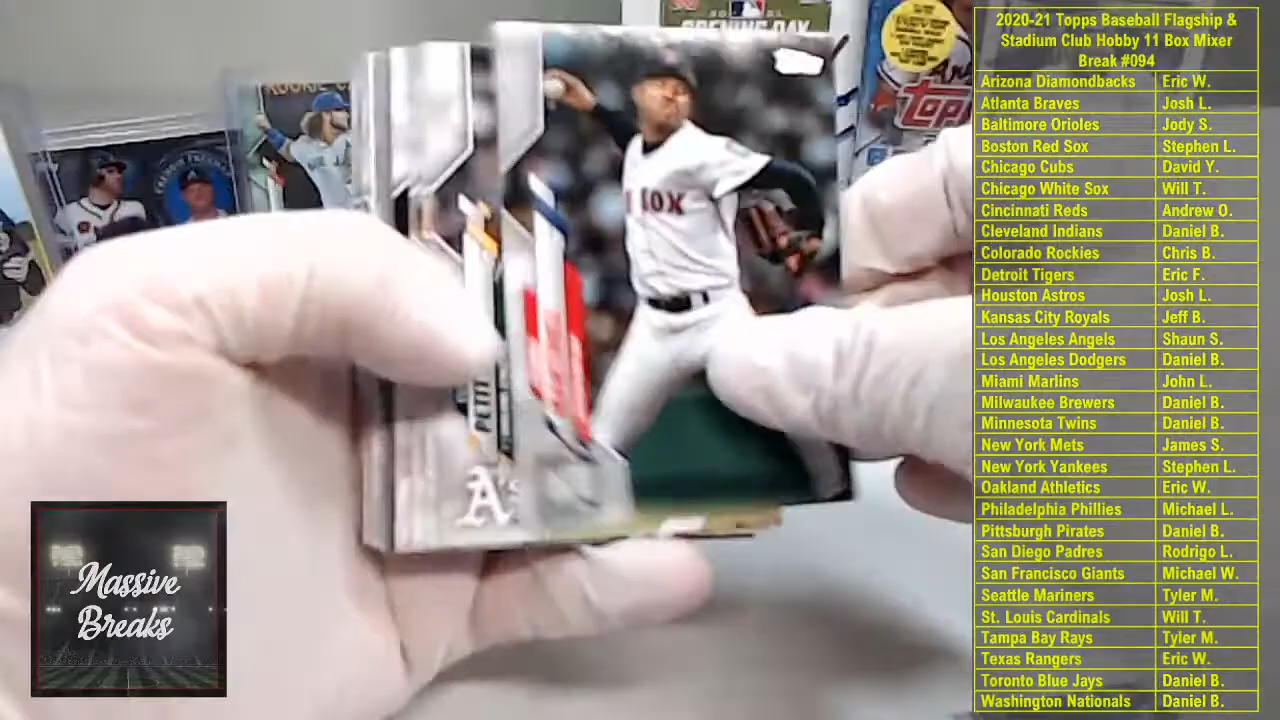 2020-21 Topps Baseball Flagship &
Stadium Club Hobby 11 Box Mixer
Break #094
Arizona Diamondbacks Eric W.
Atlanta Braves Josh L.
Baltimore Orioles Jody S.
Boston Red Sox Stephen L.
Chicago Cubs David Y.
Chicago White Sox Will T.
Cincinnati Reds Andrew O.
Cleveland Indians Daniel B.
Colorado Rockies Chris B.
Detroit Tigers Eric F.
Houston Astros Josh L.
Kansas City Royals Jeff B.
Los Angeles Angels Shaun S.
Los Angeles Dodgers Daniel B.
Miami Marlins John L.
Milwaukee Brewers Daniel B.
Minnesota Twins Daniel B.
New York Mets James S.
New York Yankees Stephen L.
Oakland Athletics Eric W.
Philadelphia Phillies Michael L.
Pittsburgh Pirates Daniel B.
San Diego Padres Rodrigo L.
San Francisco Giants Michael W.
Seattle Mariners Tyler M.
St. Louis Cardinals Will T.
Tampa Bay Rays Tyler M.
Texas Rangers Eric W.
Toronto Blue Jays Daniel B.
Washington Nationals Daniel B.
OPENING DAY
SOX
PETIT
A's
Massive
Breaks